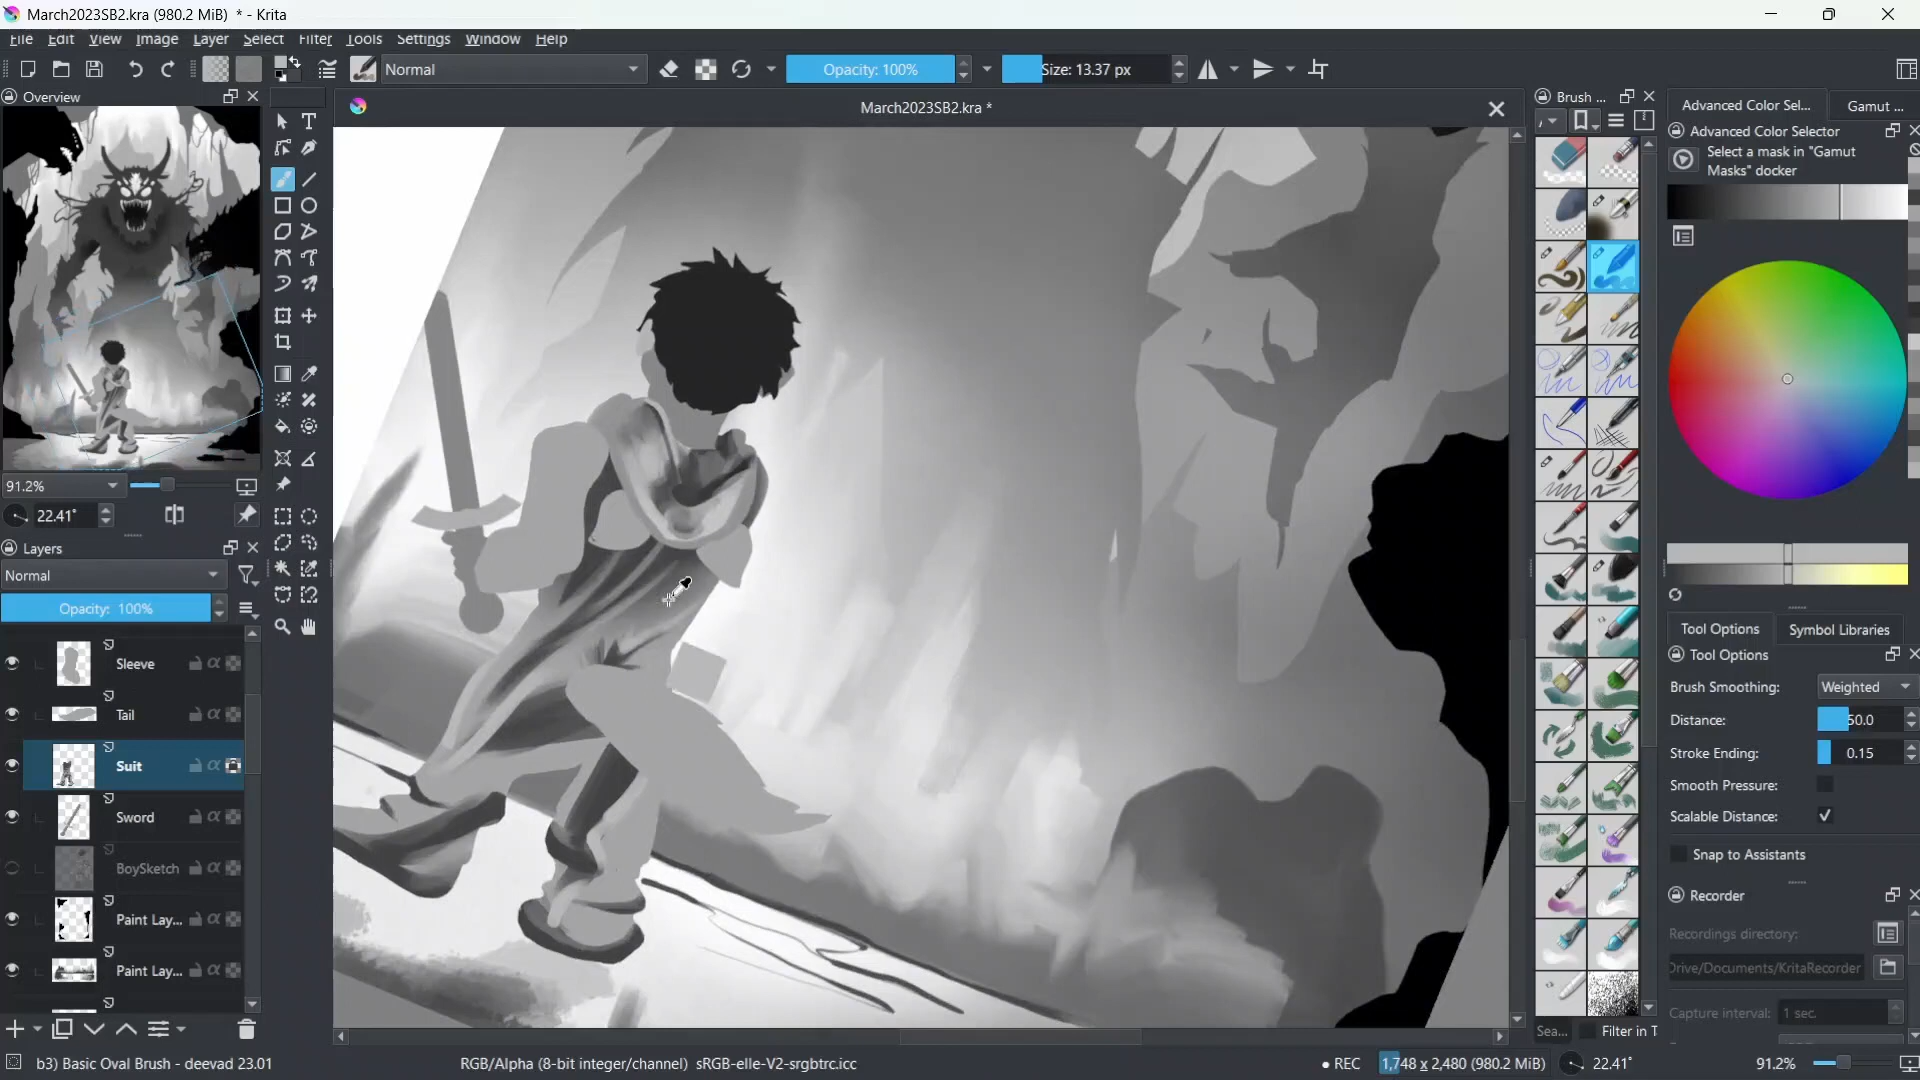 March2023SB2.kra (980.2 MiB) * - Krita
File Edit View Image Layer Select Filter Tools Settings Window Help
Normal
Opacity: 100%
Size: 13.37 px
Overview
March2023SB2.kra *
Brush ...
Advanced Color Sel...
Gamut ...
Advanced Color Selector
Select a mask in "Gamut
Masks" docker
91.2%
22.41°
Layers
Normal
Opacity: 100%
Sleeve
Tail
Suit
Sword
BoySketch
Paint Lay...
Paint Lay...
Tool Options
Symbol Libraries
Tool Options
Brush Smoothing:
Weighted
Distance:
50.0
Stroke Ending:
0.15
Smooth Pressure:
Scalable Distance:
Snap to Assistants
Recorder
Recordings directory:
Drive/Documents/KritaRecorder
Capture interval:
1 sec.
Sea...
Filter in T
b3) Basic Oval Brush - deevad 23.01
RGB/Alpha (8-bit integer/channel) sRGB-elle-V2-srgbtrc.icc
REC
1,748 x 2,480 (980.2 MiB)
22.41°
91.2%